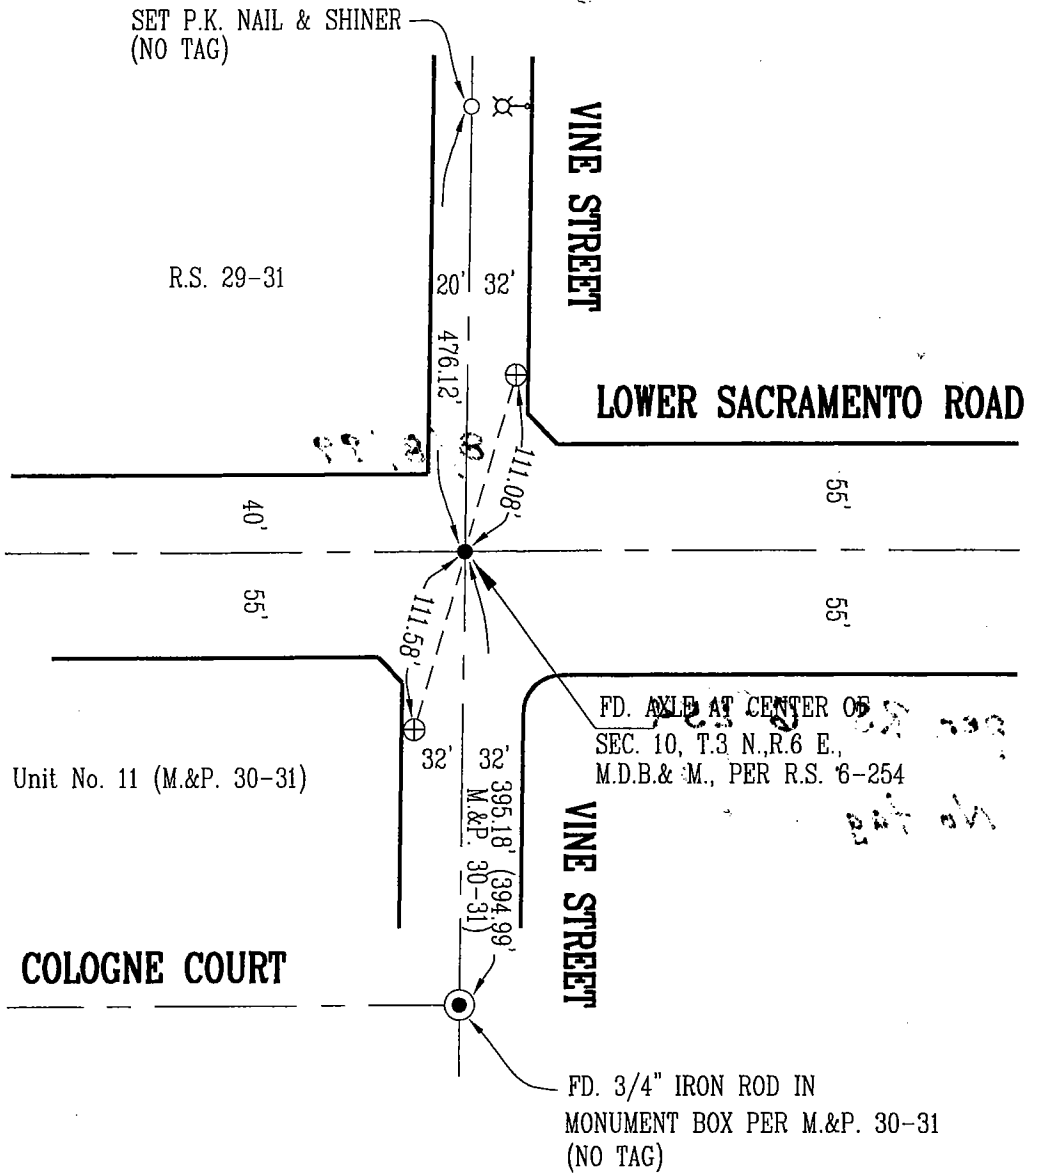 SET P.K. NAIL & SHINER
(NO TAG)
VINE STREET
R.S. 29-31
20' 32'
476.12'
LOWER SACRAMENTO ROAD
111.08'
40'
55'
55'
55'
111.58'
FD. AXLE AT CENTER OF
SEC. 10, T.3 N.,R.6 E.,
M.D.B.& M., PER R.S. 6-254
32' 32'
Unit No. 11 (M.&P. 30-31)
395.18' (394.99'
M.&P. 30-31)
VINE STREET
No tag
COLOGNE COURT
FD. 3/4" IRON ROD IN
MONUMENT BOX PER M.&P. 30-31
(NO TAG)